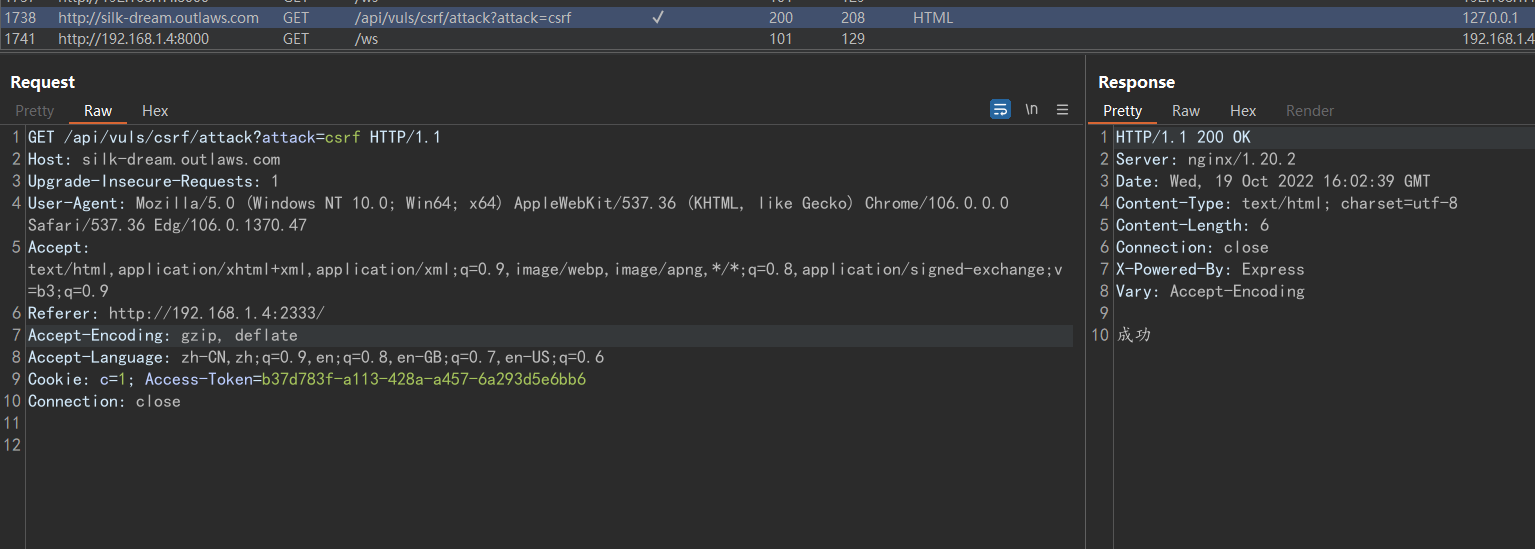 1738 http://silk-dream.outlaws.com GET /api/vuls/csrf/attack?attack=csrf ✓ 200 208 HTML 127.0.0.1
1741 http://192.168.1.4:8000 GET /ws 101 129 192.168.1.4
Request
Pretty Raw Hex \n
1 GET /api/vuls/csrf/attack?attack=csrf HTTP/1.1
2 Host: silk-dream.outlaws.com
3 Upgrade-Insecure-Requests: 1
4 User-Agent: Mozilla/5.0 (Windows NT 10.0; Win64; x64) AppleWebKit/537.36 (KHTML, like Gecko) Chrome/106.0.0.0
Safari/537.36 Edg/106.0.1370.47
5 Accept:
text/html,application/xhtml+xml,application/xml;q=0.9,image/webp,image/apng,*/*;q=0.8,application/signed-exchange;v
=b3;q=0.9
6 Referer: http://192.168.1.4:2333/
7 Accept-Encoding: gzip, deflate
8 Accept-Language: zh-CN,zh;q=0.9,en;q=0.8,en-GB;q=0.7,en-US;q=0.6
9 Cookie: c=1; Access-Token=b37d783f-a113-428a-a457-6a293d5e6bb6
10 Connection: close
11
12
Response
Pretty Raw Hex Render
1 HTTP/1.1 200 OK
2 Server: nginx/1.20.2
3 Date: Wed, 19 Oct 2022 16:02:39 GMT
4 Content-Type: text/html; charset=utf-8
5 Content-Length: 6
6 Connection: close
7 X-Powered-By: Express
8 Vary: Accept-Encoding
9
10 成功